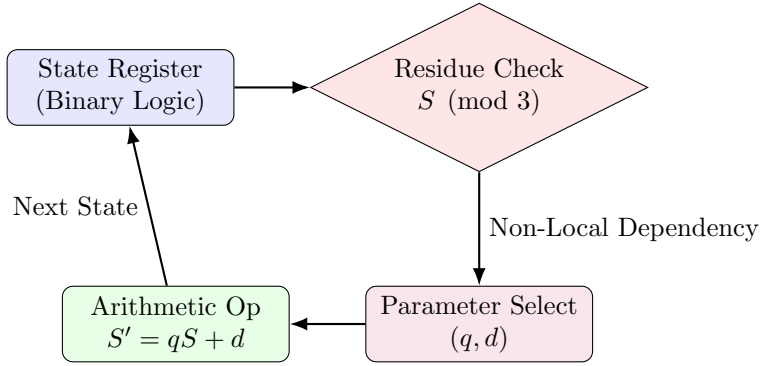 State Register
(Binary Logic)
Residue Check
S (mod 3)
Non-Local Dependency
Parameter Select
(q, d)
Arithmetic Op
S′ = qS + d
Next State